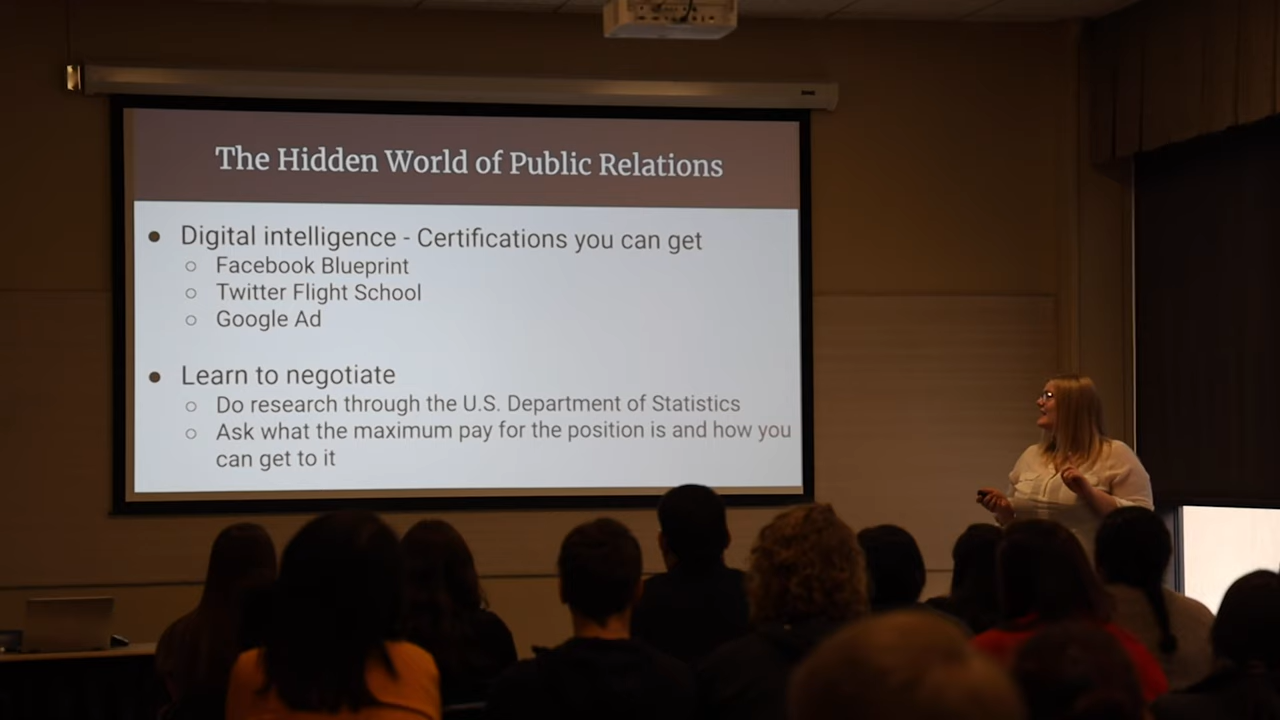 The Hidden World of Public Relations
● Digital intelligence - Certifications you can get
○ Facebook Blueprint
○ Twitter Flight School
○ Google Ad
● Learn to negotiate
○ Do research through the U.S. Department of Statistics
○ Ask what the maximum pay for the position is and how you
can get to it